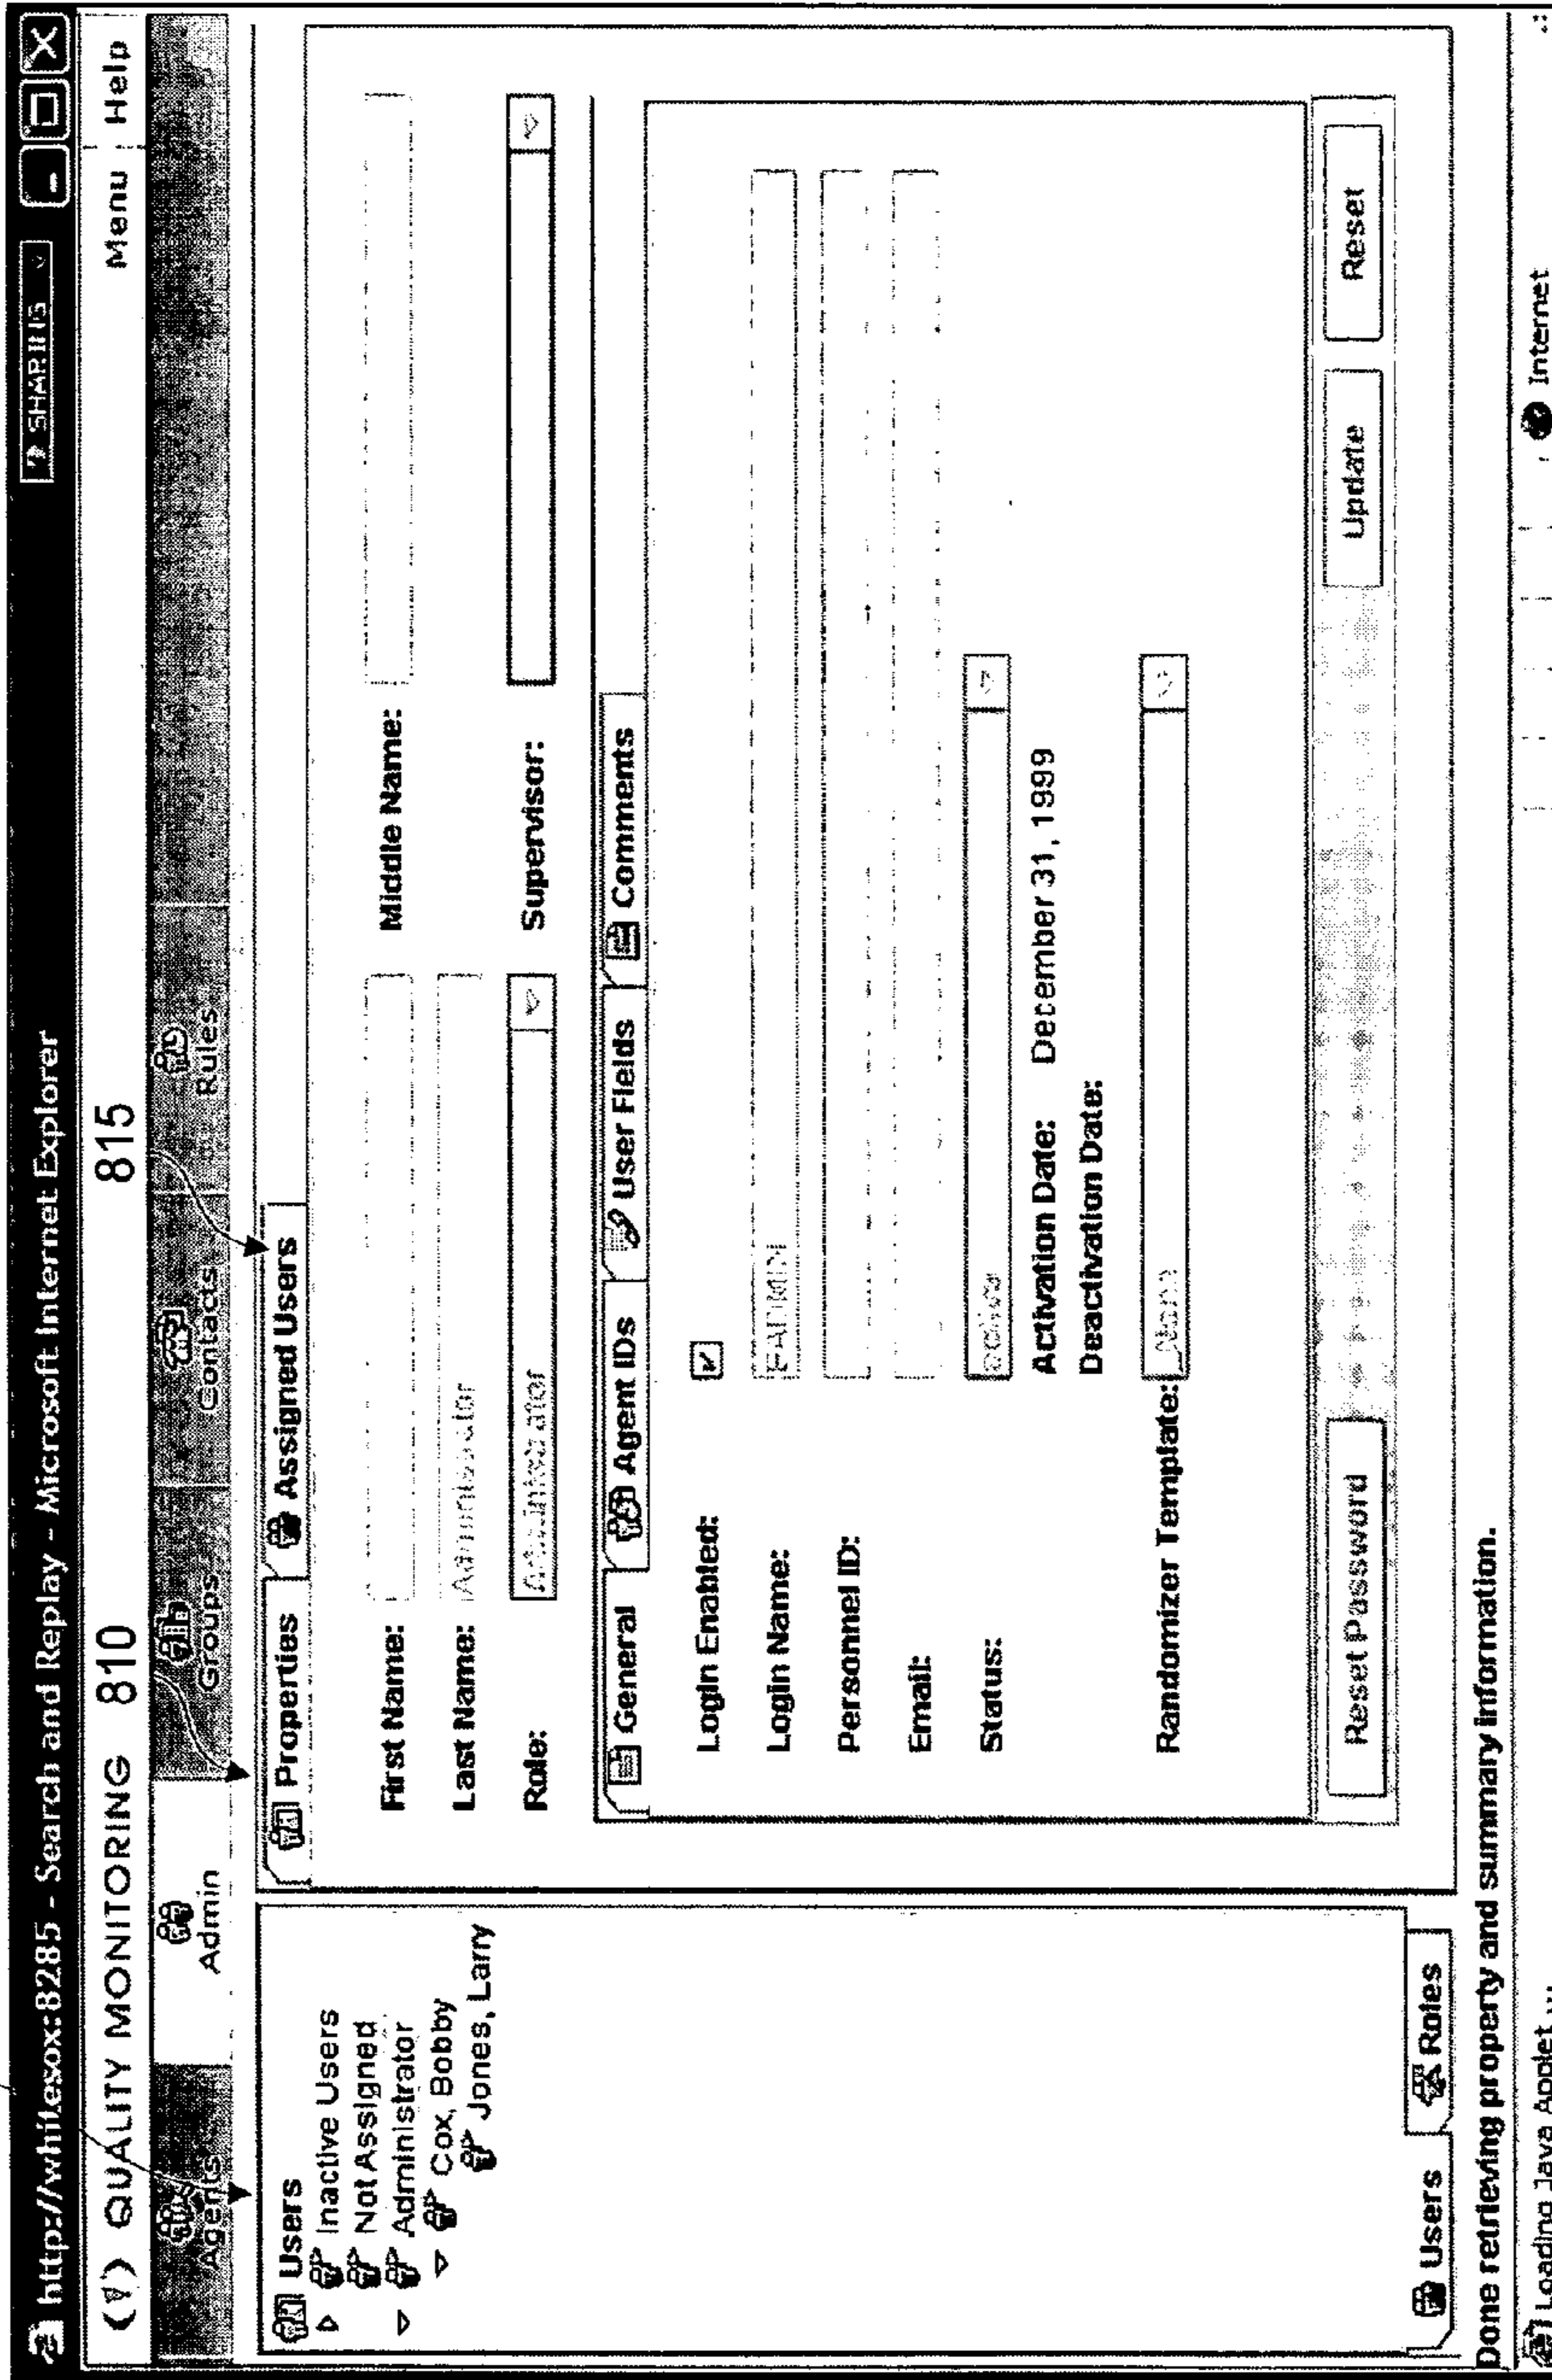 http://whitesox:8285 - Search and Replay - Microsoft Internet Explorer
QUALITY MONITORING 810 815 Menu Help
Agents Admin Groups Contacts Rules
Users
Inactive Users
Not Assigned
Administrator
Cox, Bobby
Jones, Larry
Users Roles
Properties Assigned Users
First Name: Middle Name:
Last Name: Administrator
Role: Administrator Supervisor:
General Agent IDs User Fields Comments
Login Enabled:
Login Name:
Personnel ID:
Email:
Status: active
Activation Date: December 31, 1999
Deactivation Date:
Randomizer Template:
Reset Password Update Reset
Done retrieving property and summary information.
Loading Java Applet ... Internet